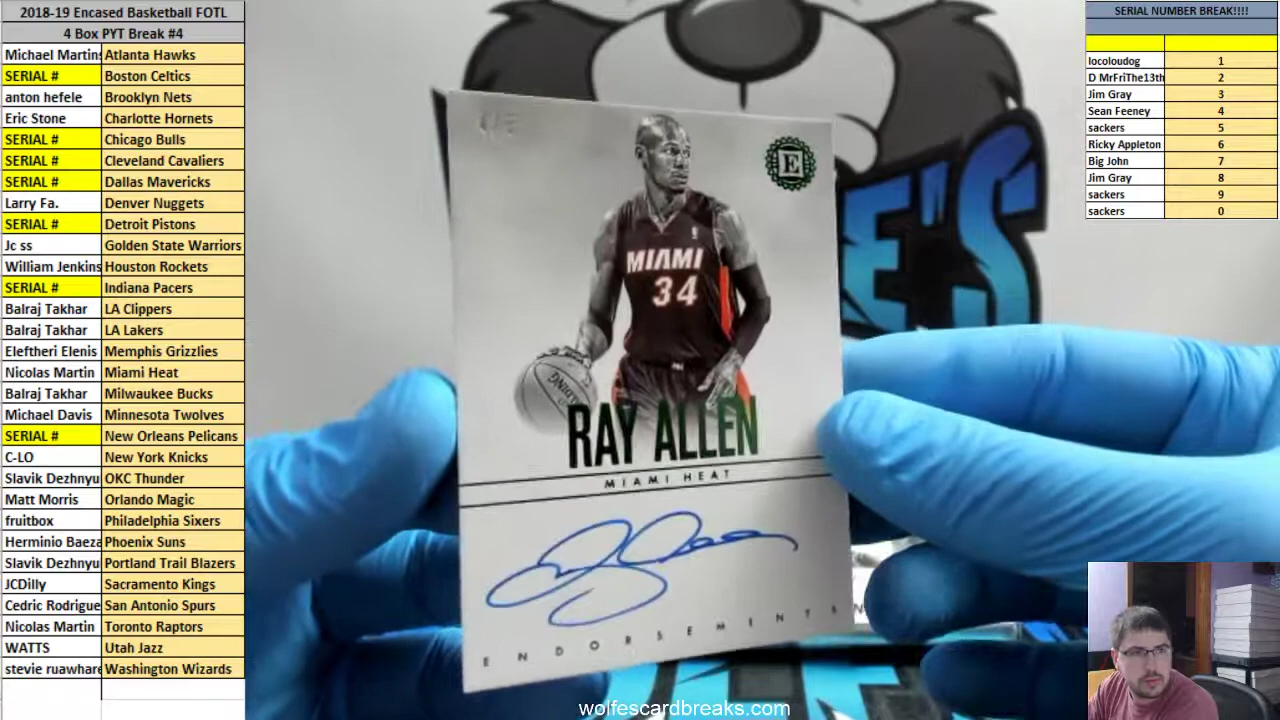 2018-19 Encased Basketball FOTL
4 Box PYT Break #4
Michael Martins Atlanta Hawks
SERIAL # Boston Celtics
anton hefele Brooklyn Nets
Eric Stone Charlotte Hornets
SERIAL # Chicago Bulls
SERIAL # Cleveland Cavaliers
SERIAL # Dallas Mavericks
Larry Fa. Denver Nuggets
SERIAL # Detroit Pistons
Jc ss Golden State Warriors
William Jenkins Houston Rockets
SERIAL # Indiana Pacers
Balraj Takhar LA Clippers
Balraj Takhar LA Lakers
Eleftheri Elenis Memphis Grizzlies
Nicolas Martin Miami Heat
Balraj Takhar Milwaukee Bucks
Michael Davis Minnesota Twolves
SERIAL # New Orleans Pelicans
C-LO New York Knicks
Slavik Dezhnyu OKC Thunder
Matt Morris Orlando Magic
fruitbox Philadelphia Sixers
Herminio Baeza Phoenix Suns
Slavik Dezhnyu Portland Trail Blazers
JCDilly Sacramento Kings
Cedric Rodrigue San Antonio Spurs
Nicolas Martin Toronto Raptors
WATTS Utah Jazz
stevie ruawhare Washington Wizards
E
MIAMI
34
RAY ALLEN
MIAMI HEAT
ENDORSEMENTS
E'S
wolfescardbreaks.com
SERIAL NUMBER BREAK!!!!
locoloudog 1
D MrFriThe13th 2
Jim Gray 3
Sean Feeney 4
sackers 5
Ricky Appleton 6
Big John 7
Jim Gray 8
sackers 9
sackers 0